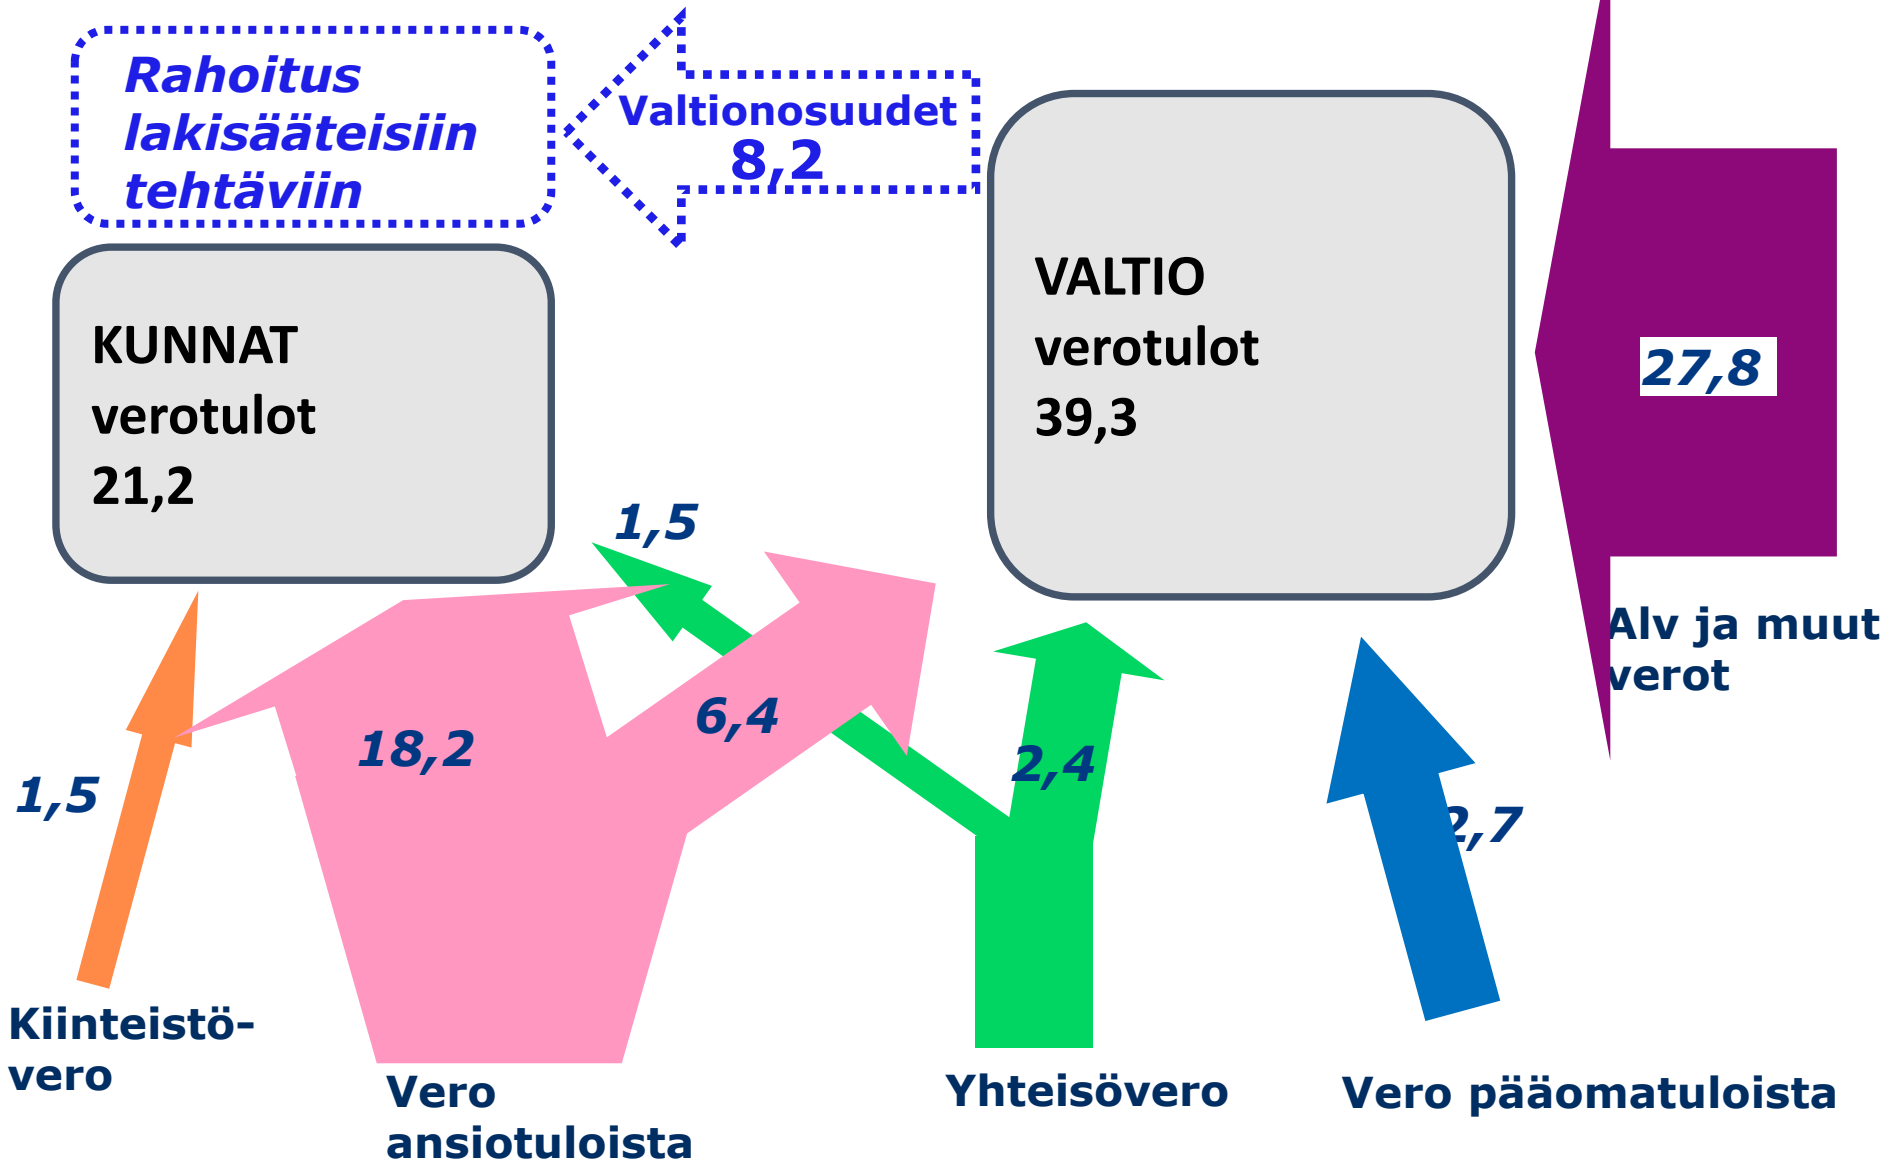 Rahoitus
lakisääteisiin
tehtäviin
Valtionosuudet
8,2
KUNNAT
verotulot
21,2
VALTIO
verotulot
39,3
27,8
1,5
Alv ja muut
verot
18,2
6,4
2,4
1,5
2,7
Kiinteistö-
vero
Vero
ansiotuloista
Yhteisövero
Vero pääomatuloista